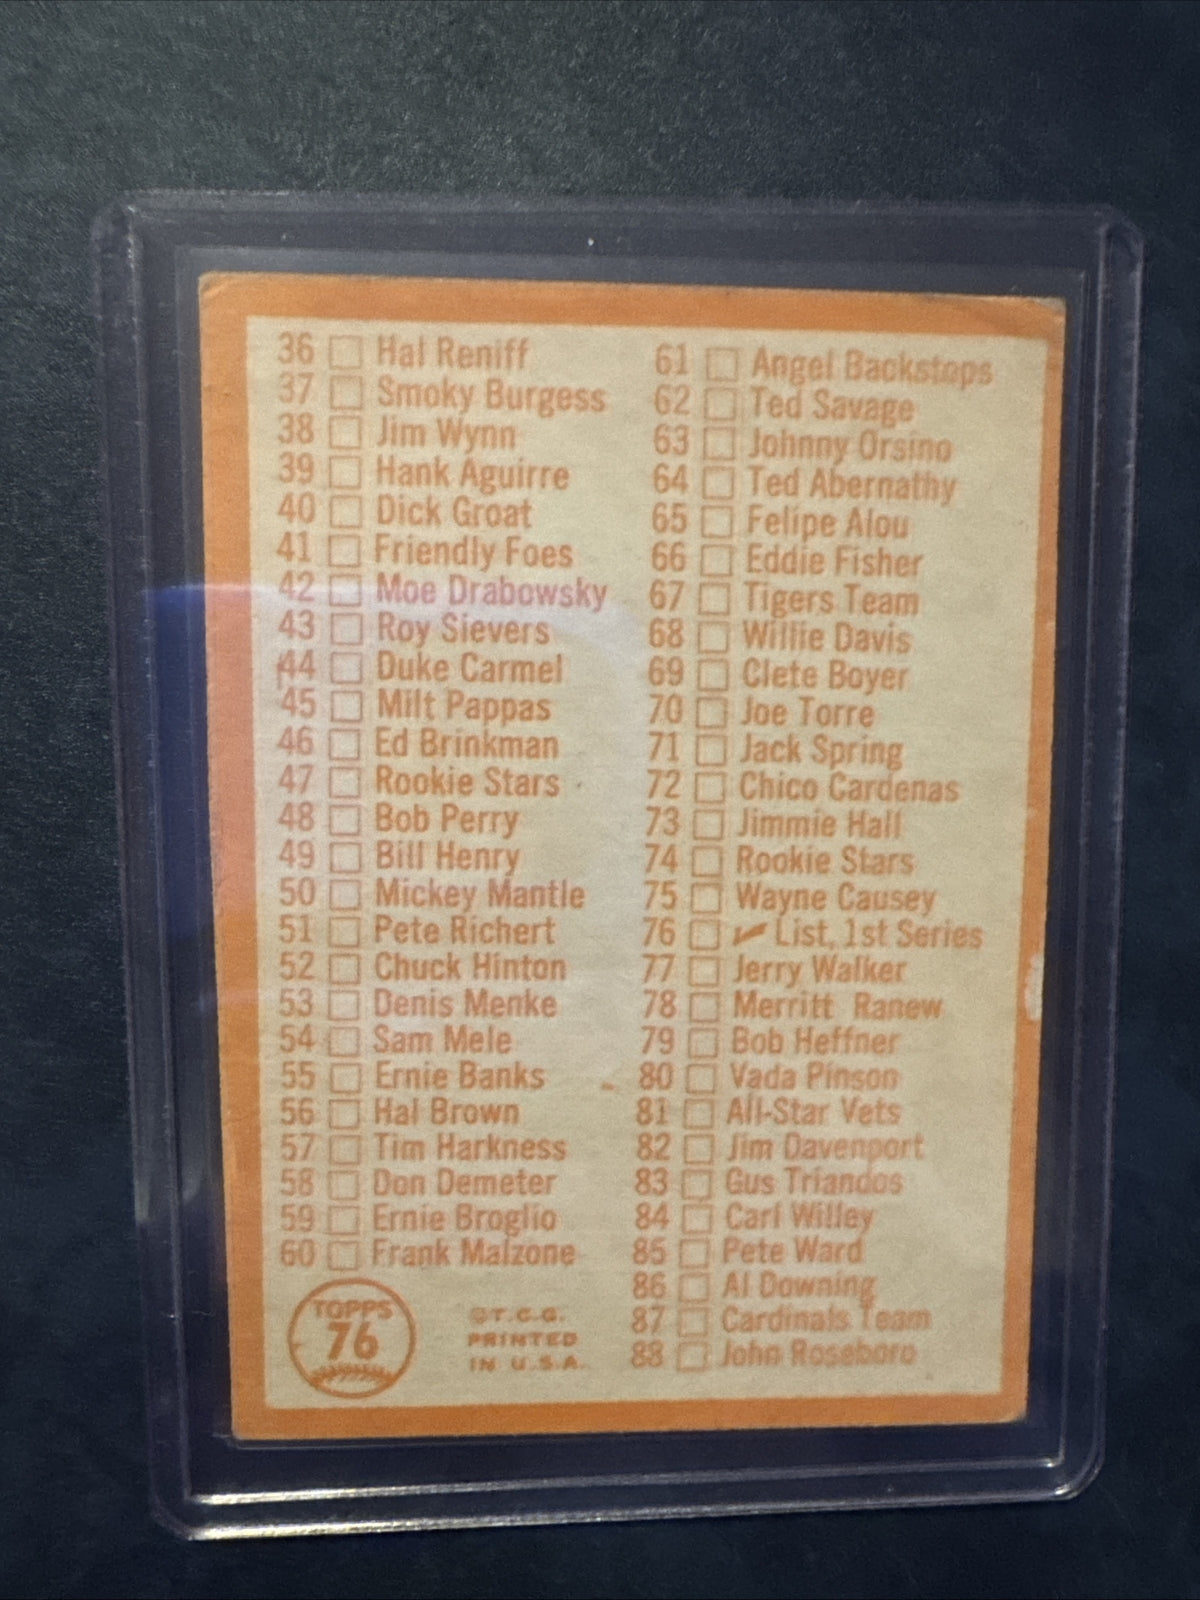 36 Hal Reniff
37 Smoky Burgess
38 Jim Wynn
39 Hank Aguirre
40 Dick Groat
41 Friendly Foes
42 Moe Drabowsky
43 Roy Sievers
44 Duke Carmel
45 Milt Pappas
46 Ed Brinkman
47 Rookie Stars
48 Bob Perry
49 Bill Henry
50 Mickey Mantle
51 Pete Richert
52 Chuck Hinton
53 Denis Menke
54 Sam Mele
55 Ernie Banks
56 Hal Brown
57 Tim Harkness
58 Don Demeter
59 Ernie Broglio
60 Frank Malzone
TOPPS
76
©T.C.G.
PRINTED
IN U.S.A.
61 Angel Backstops
62 Ted Savage
63 Johnny Orsino
64 Ted Abernathy
65 Felipe Alou
66 Eddie Fisher
67 Tigers Team
68 Willie Davis
69 Clete Boyer
70 Joe Torre
71 Jack Spring
72 Chico Cardenas
73 Jimmie Hall
74 Rookie Stars
75 Wayne Causey
76 List, 1st Series
77 Jerry Walker
78 Merritt Ranew
79 Bob Heffner
80 Vada Pinson
81 All-Star Vets
82 Jim Davenport
83 Gus Triandos
84 Carl Willey
85 Pete Ward
86 Al Downing
87 Cardinals Team
88 John Roseboro